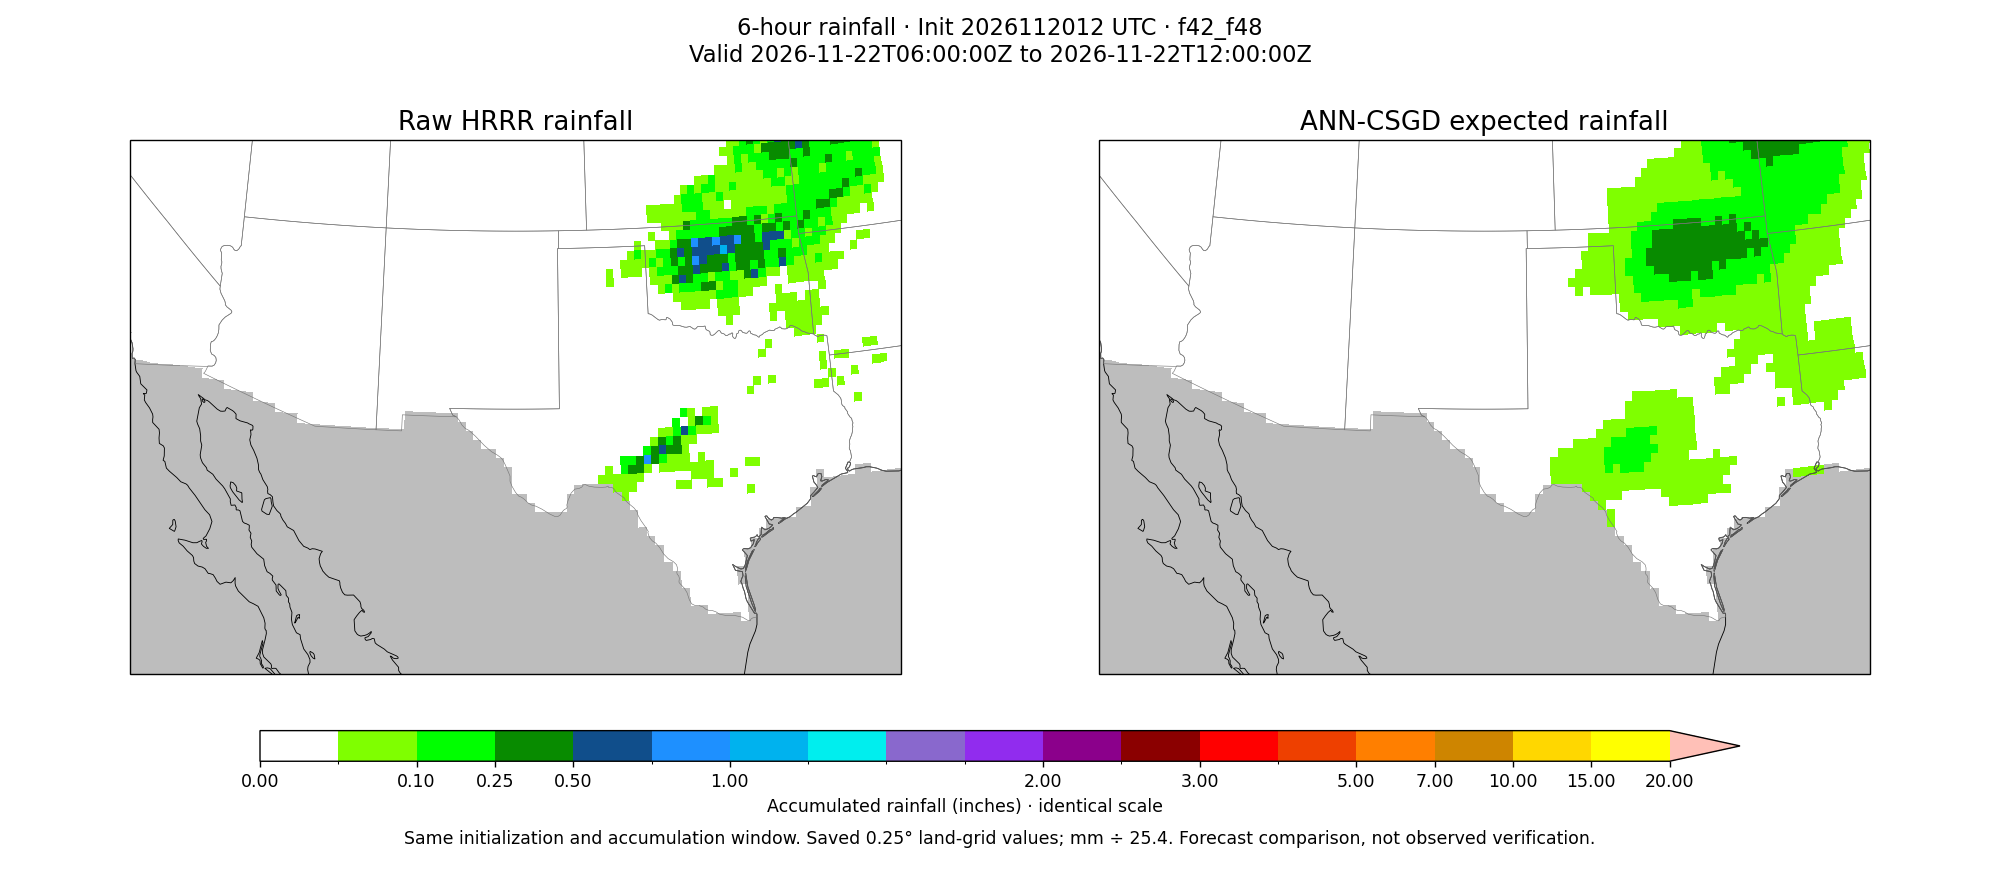 6-hour rainfall · Init 2026112012 UTC · f42_f48
Valid 2026-11-22T06:00:00Z to 2026-11-22T12:00:00Z
Raw HRRR rainfall
ANN-CSGD expected rainfall
0.00 0.10 0.25 0.50 1.00 2.00 3.00 5.00 7.00 10.00 15.00 20.00
Accumulated rainfall (inches) · identical scale
Same initialization and accumulation window. Saved 0.25° land-grid values; mm ÷ 25.4. Forecast comparison, not observed verification.